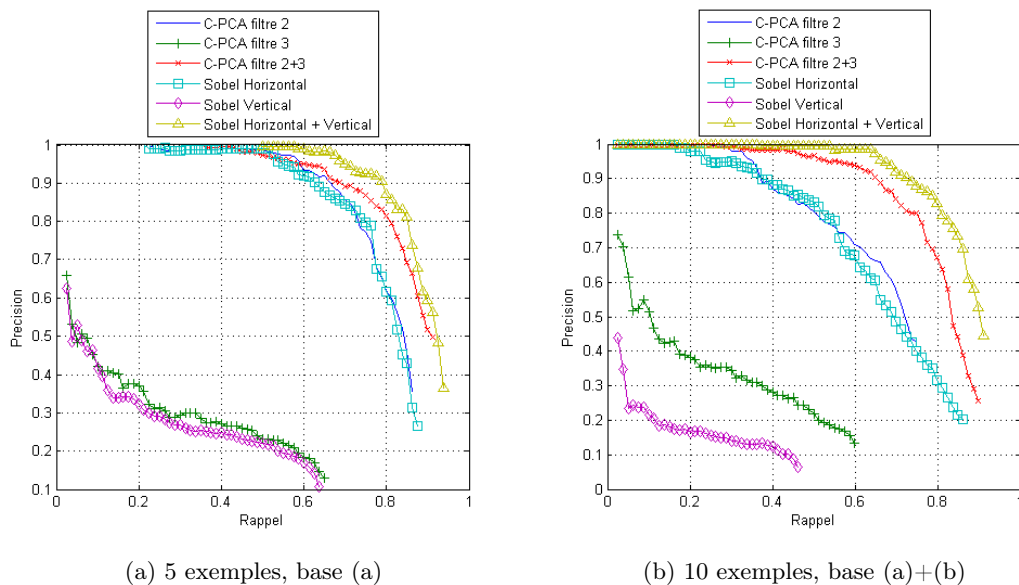 C-PCA filtre 2
C-PCA filtre 3
C-PCA filtre 2+3
Sobel Horizontal
Sobel Vertical
Sobel Horizontal + Vertical
1
0.9
0.8
0.7
0.6
0.5
0.4
0.3
0.2
0.1
Precision
0
0.2
0.4
0.6
0.8
1
Rappel
(a) 5 exemples, base (a)
C-PCA filtre 2
C-PCA filtre 3
C-PCA filtre 2+3
Sobel Horizontal
Sobel Vertical
Sobel Horizontal + Vertical
1
0.9
0.8
0.7
0.6
0.5
0.4
0.3
0.2
0.1
0
Precision
0
0.2
0.4
0.6
0.8
1
Rappel
(b) 10 exemples, base (a)+(b)